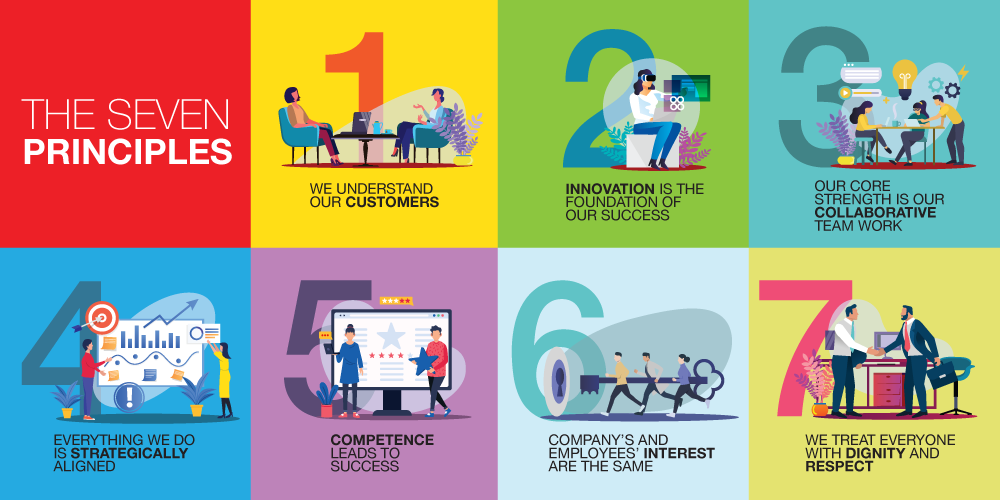 THE SEVEN
PRINCIPLES
1
WE UNDERSTAND
OUR CUSTOMERS
2
INNOVATION IS THE
FOUNDATION OF
OUR SUCCESS
3
OUR CORE
STRENGTH IS OUR
COLLABORATIVE
TEAM WORK
4
EVERYTHING WE DO
IS STRATEGICALLY
ALIGNED
5
COMPETENCE
LEADS TO
SUCCESS
6
COMPANY'S AND
EMPLOYEES' INTEREST
ARE THE SAME
7
WE TREAT EVERYONE
WITH DIGNITY AND
RESPECT